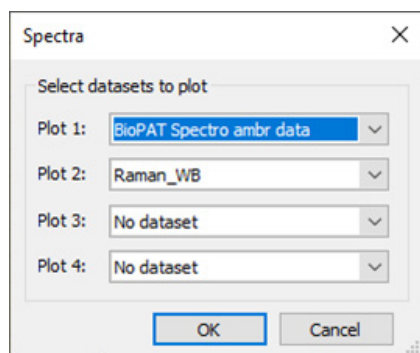 Spectra
Select datasets to plot
Plot 1: BioPAT Spectro ambr data
Plot 2: Raman_WB
Plot 3: No dataset
Plot 4: No dataset
OK Cancel